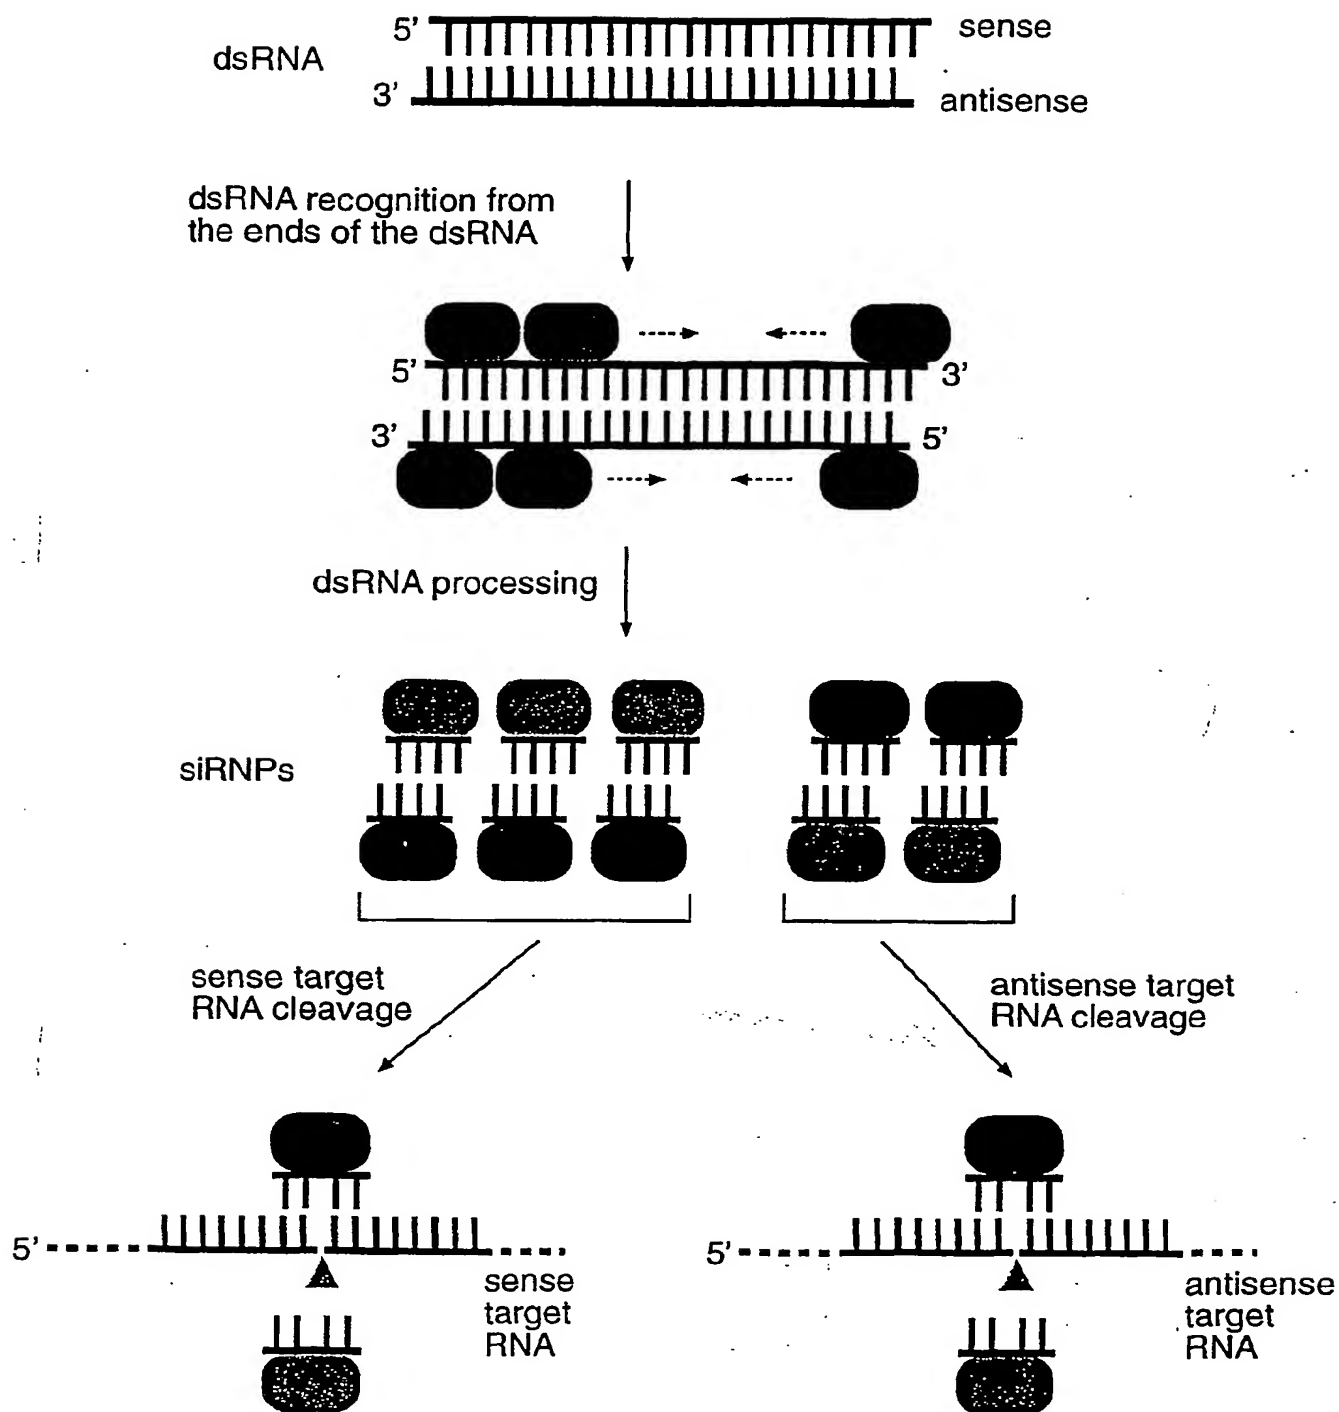 5' sense
dsRNA
3' antisense
dsRNA recognition from
the ends of the dsRNA
5' 3'
3' 5'
dsRNA processing
siRNPs
sense target
RNA cleavage
antisense target
RNA cleavage
5'
sense
target
RNA
5'
antisense
target
RNA